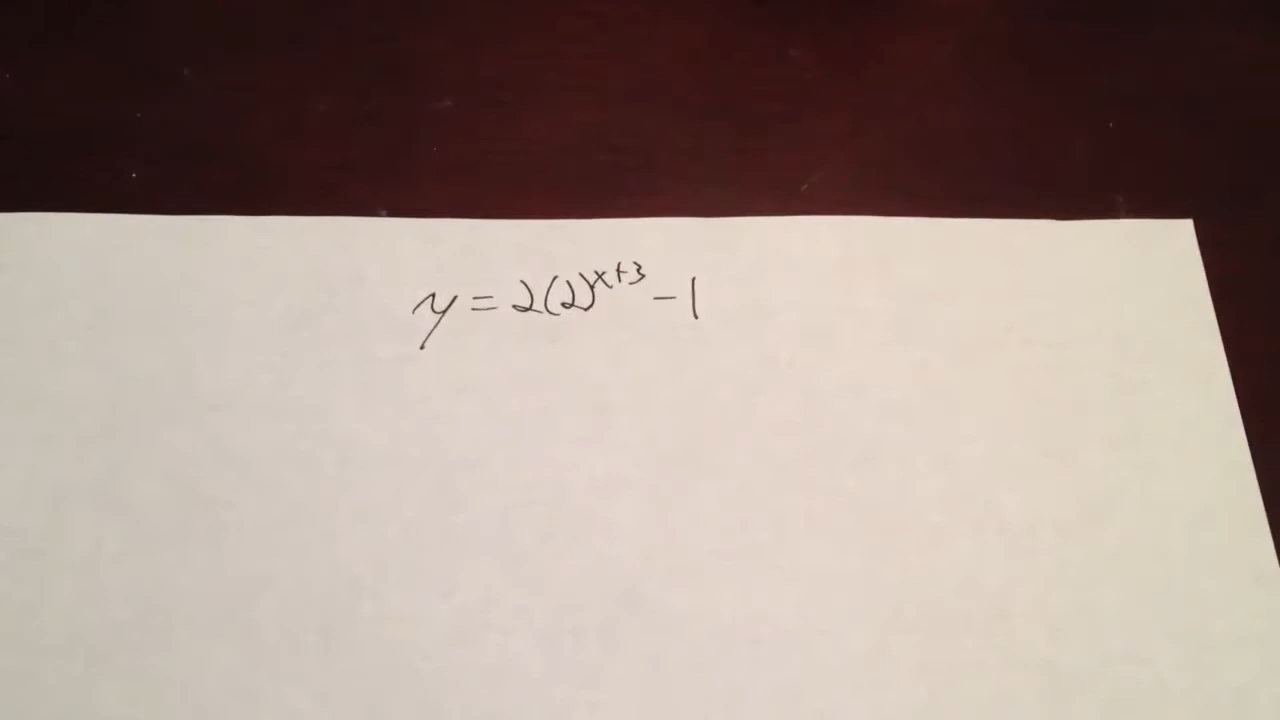 y = 2(2)^{x+3} - 1